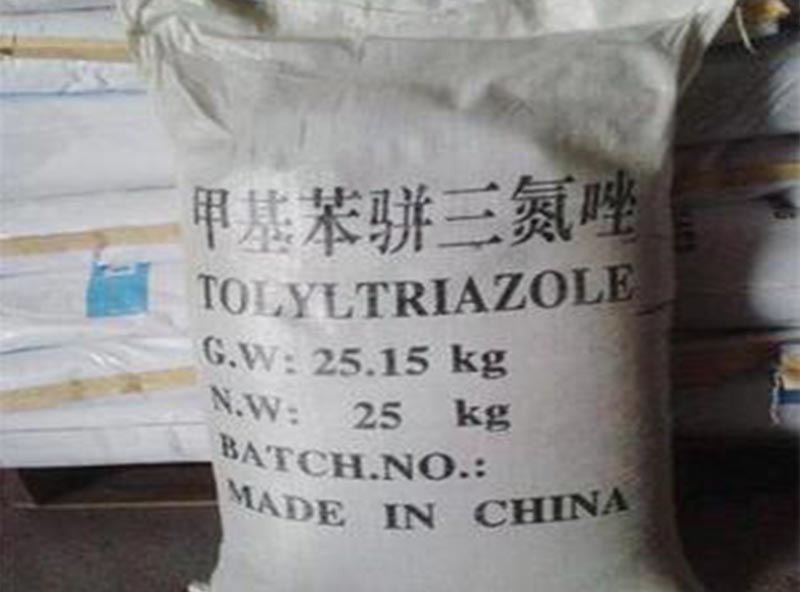 甲基苯骈三氮唑
TOLYLTRIAZOLE
G.W: 25.15 kg
N.W: 25 kg
BATCH.NO.:
MADE IN CHINA